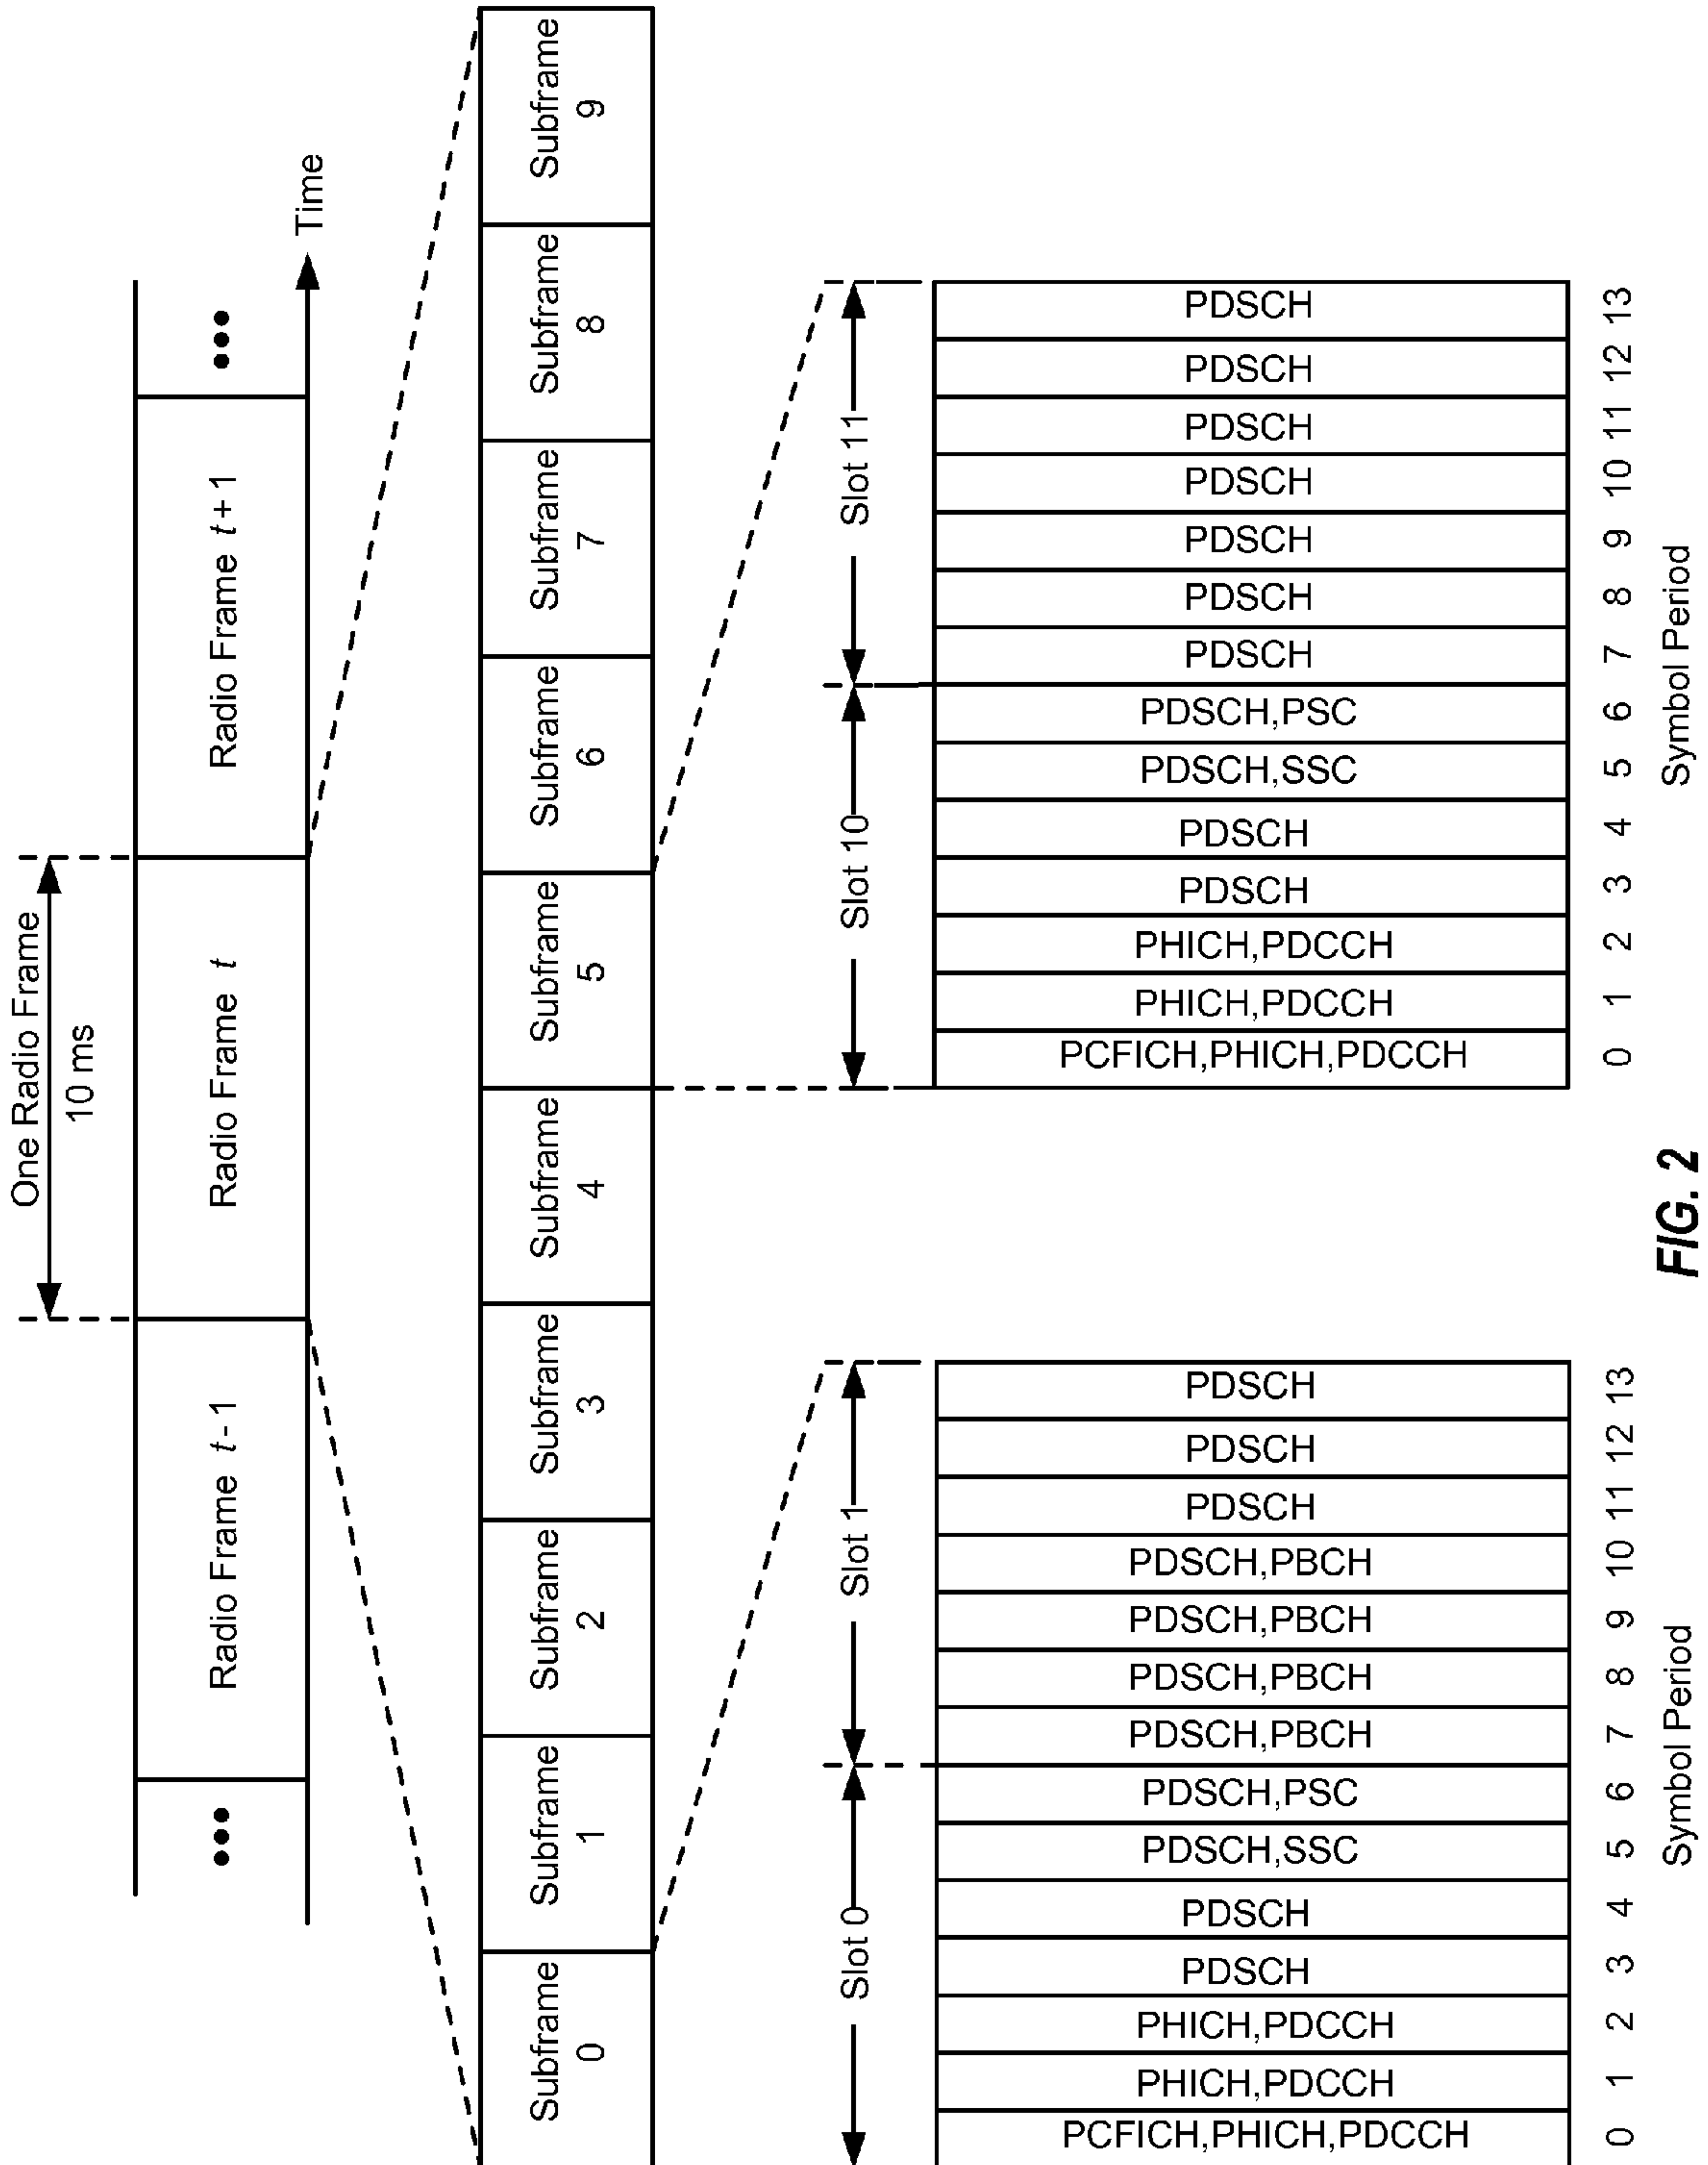 One Radio Frame
10 ms
Radio Frame t - 1
Radio Frame t
Radio Frame t + 1
Time
Subframe
0
Subframe
1
Subframe
2
Subframe
3
Subframe
4
Subframe
5
Subframe
6
Subframe
7
Subframe
8
Subframe
9
Slot 0
Slot 1
PCFICH,PHICH,PDCCH
PHICH,PDCCH
PHICH,PDCCH
PDSCH
PDSCH
PDSCH,SSC
PDSCH,PSC
PDSCH,PBCH
PDSCH,PBCH
PDSCH,PBCH
PDSCH,PBCH
PDSCH
PDSCH
PDSCH
0 1 2 3 4 5 6 7 8 9 10 11 12 13
Symbol Period
Slot 10
Slot 11
PCFICH,PHICH,PDCCH
PHICH,PDCCH
PHICH,PDCCH
PDSCH
PDSCH
PDSCH,SSC
PDSCH,PSC
PDSCH
PDSCH
PDSCH
PDSCH
PDSCH
PDSCH
PDSCH
0 1 2 3 4 5 6 7 8 9 10 11 12 13
Symbol Period
FIG. 2